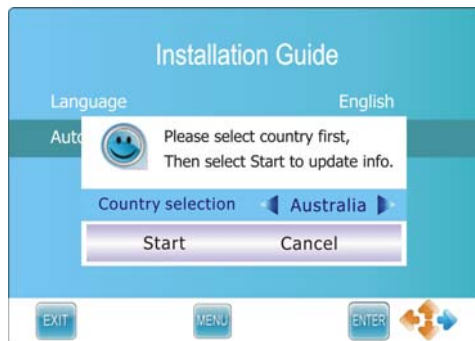 Installation Guide
Language English
Auto
Please select country first,
Then select Start to update info.
Country selection Australia
Start Cancel
EXIT MENU ENTER